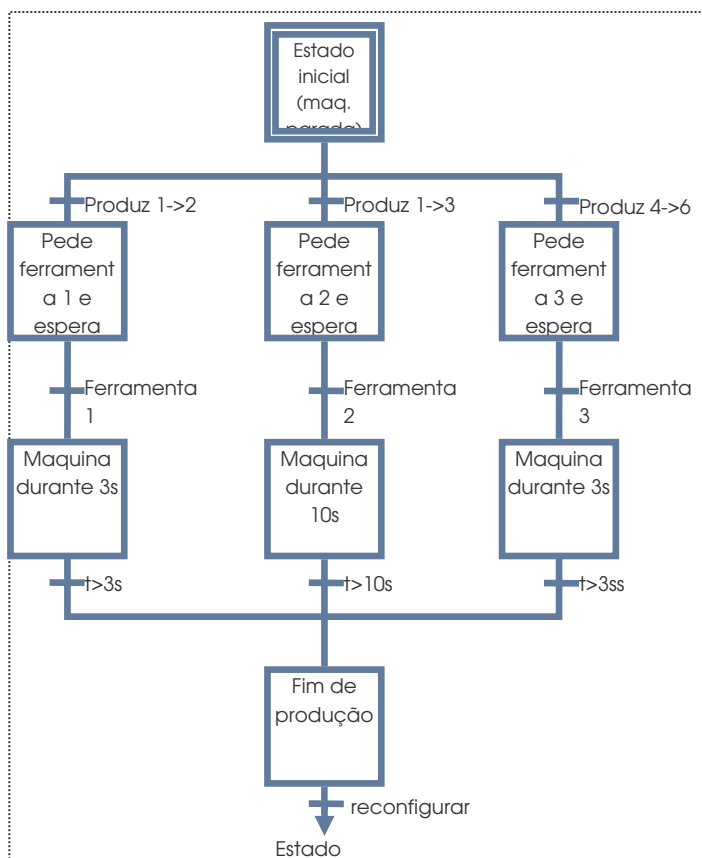 Estado
inicial
(maq.
parada)
Produz 1->2
Produz 1->3
Produz 4->6
Pede
ferrament
a 1 e
espera
Pede
ferrament
a 2 e
espera
Pede
ferrament
a 3 e
espera
Ferramenta
1
Ferramenta
2
Ferramenta
3
Maquina
durante 3s
Maquina
durante
10s
Maquina
durante 3s
t>3s
t>10s
t>3ss
Fim de
produção
reconfigurar
Estado